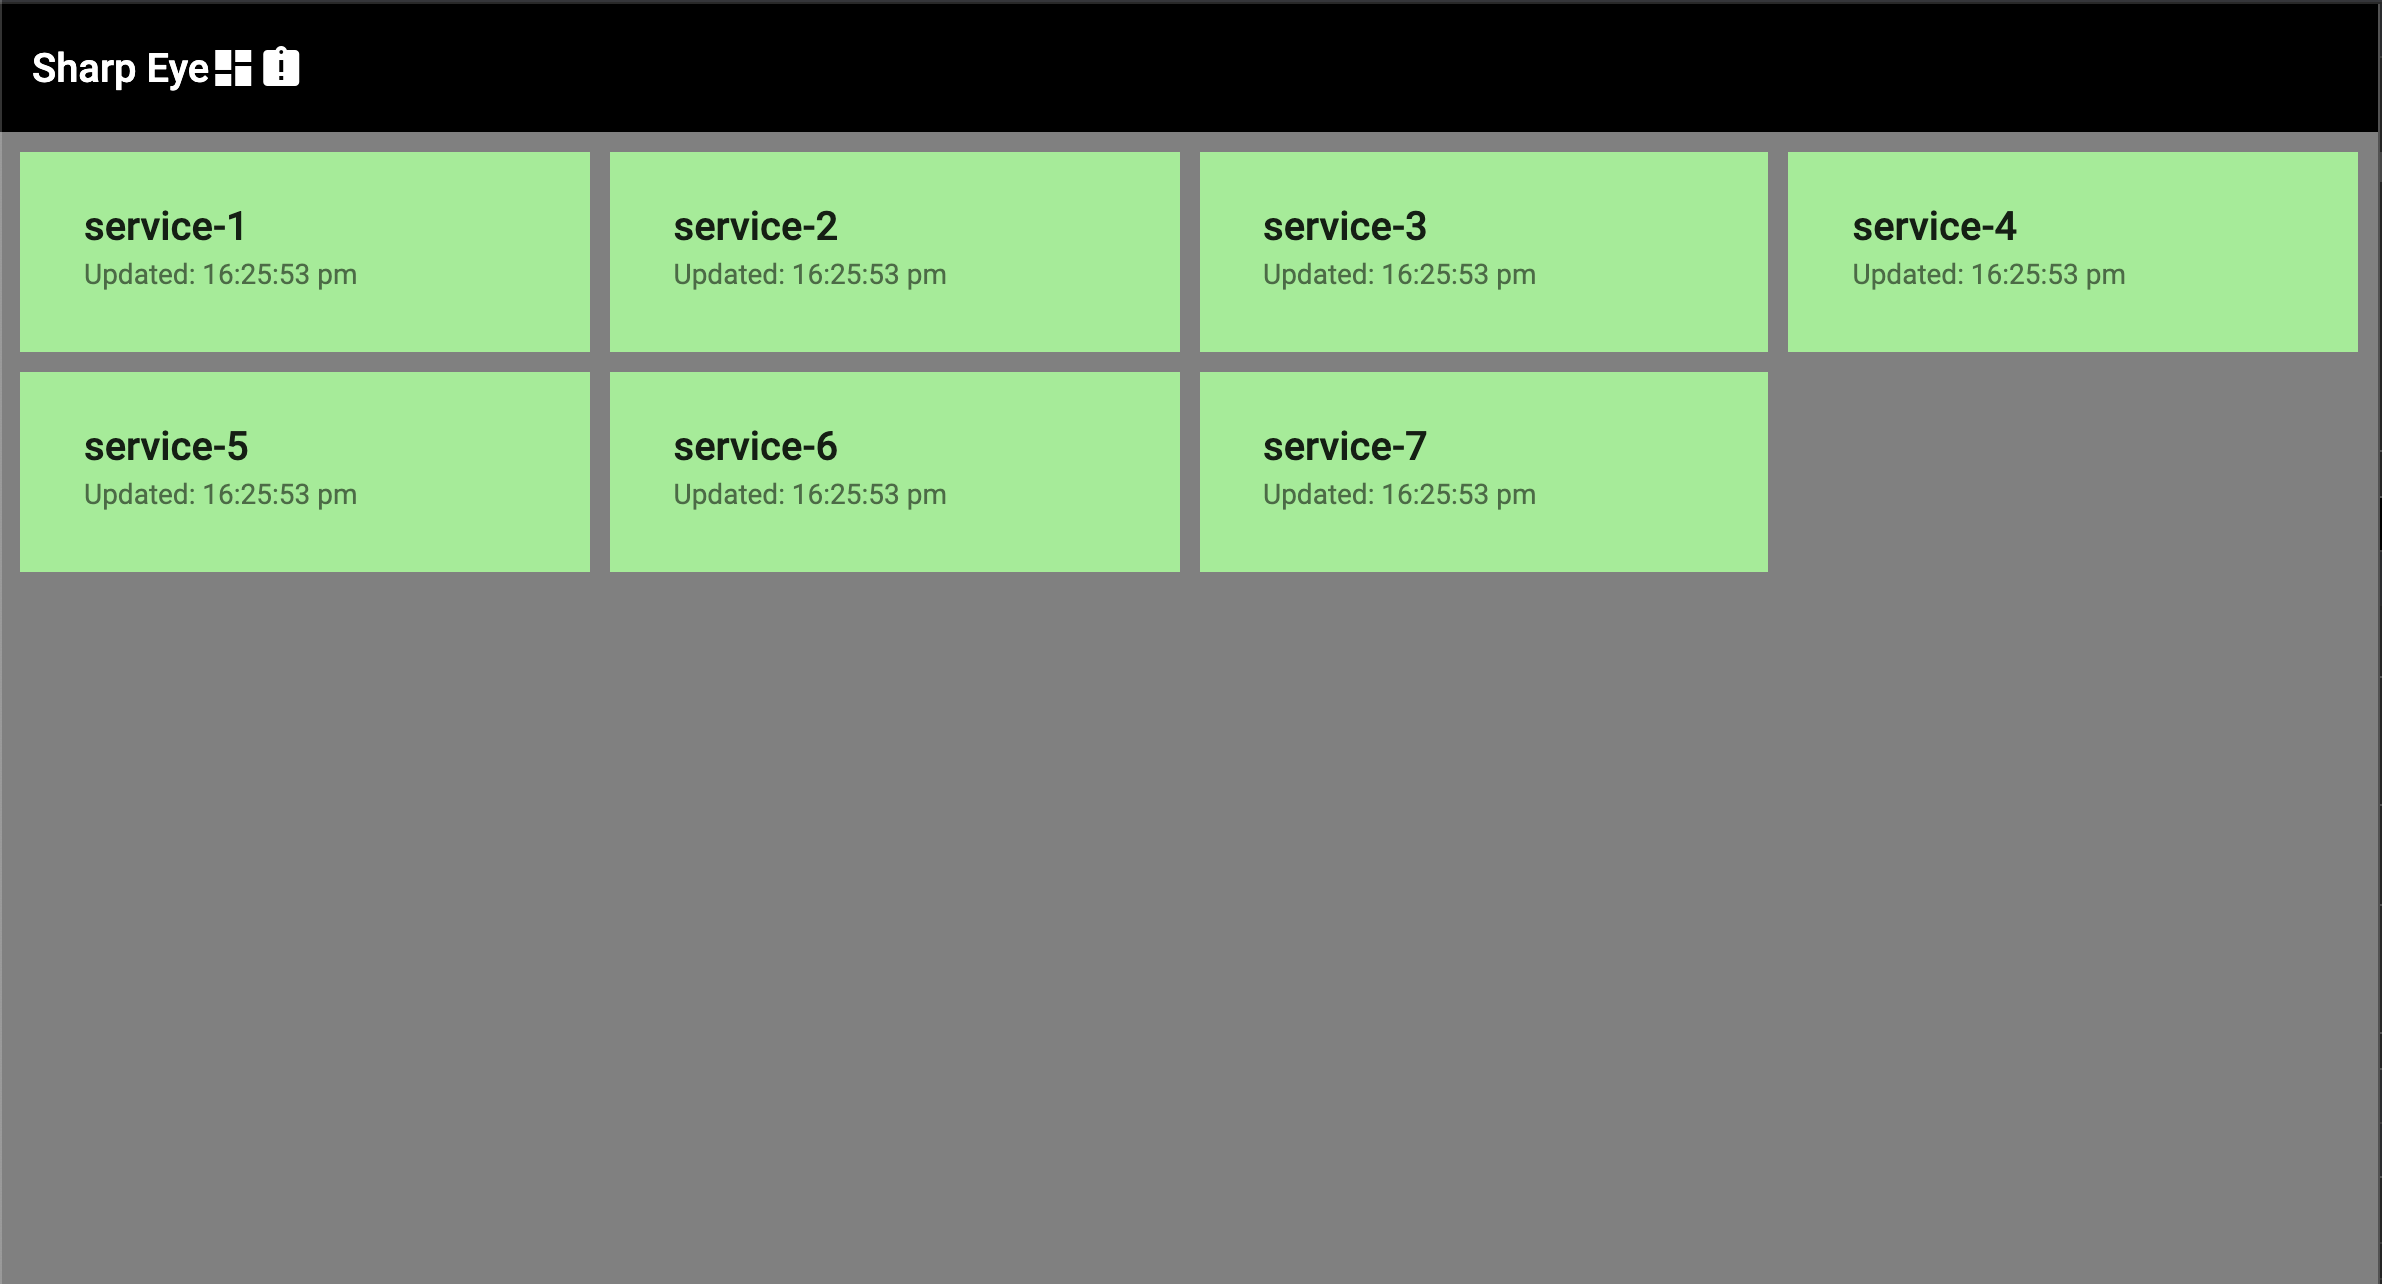 Sharp Eye
service-1
Updated: 16:25:53 pm
service-2
Updated: 16:25:53 pm
service-3
Updated: 16:25:53 pm
service-4
Updated: 16:25:53 pm
service-5
Updated: 16:25:53 pm
service-6
Updated: 16:25:53 pm
service-7
Updated: 16:25:53 pm